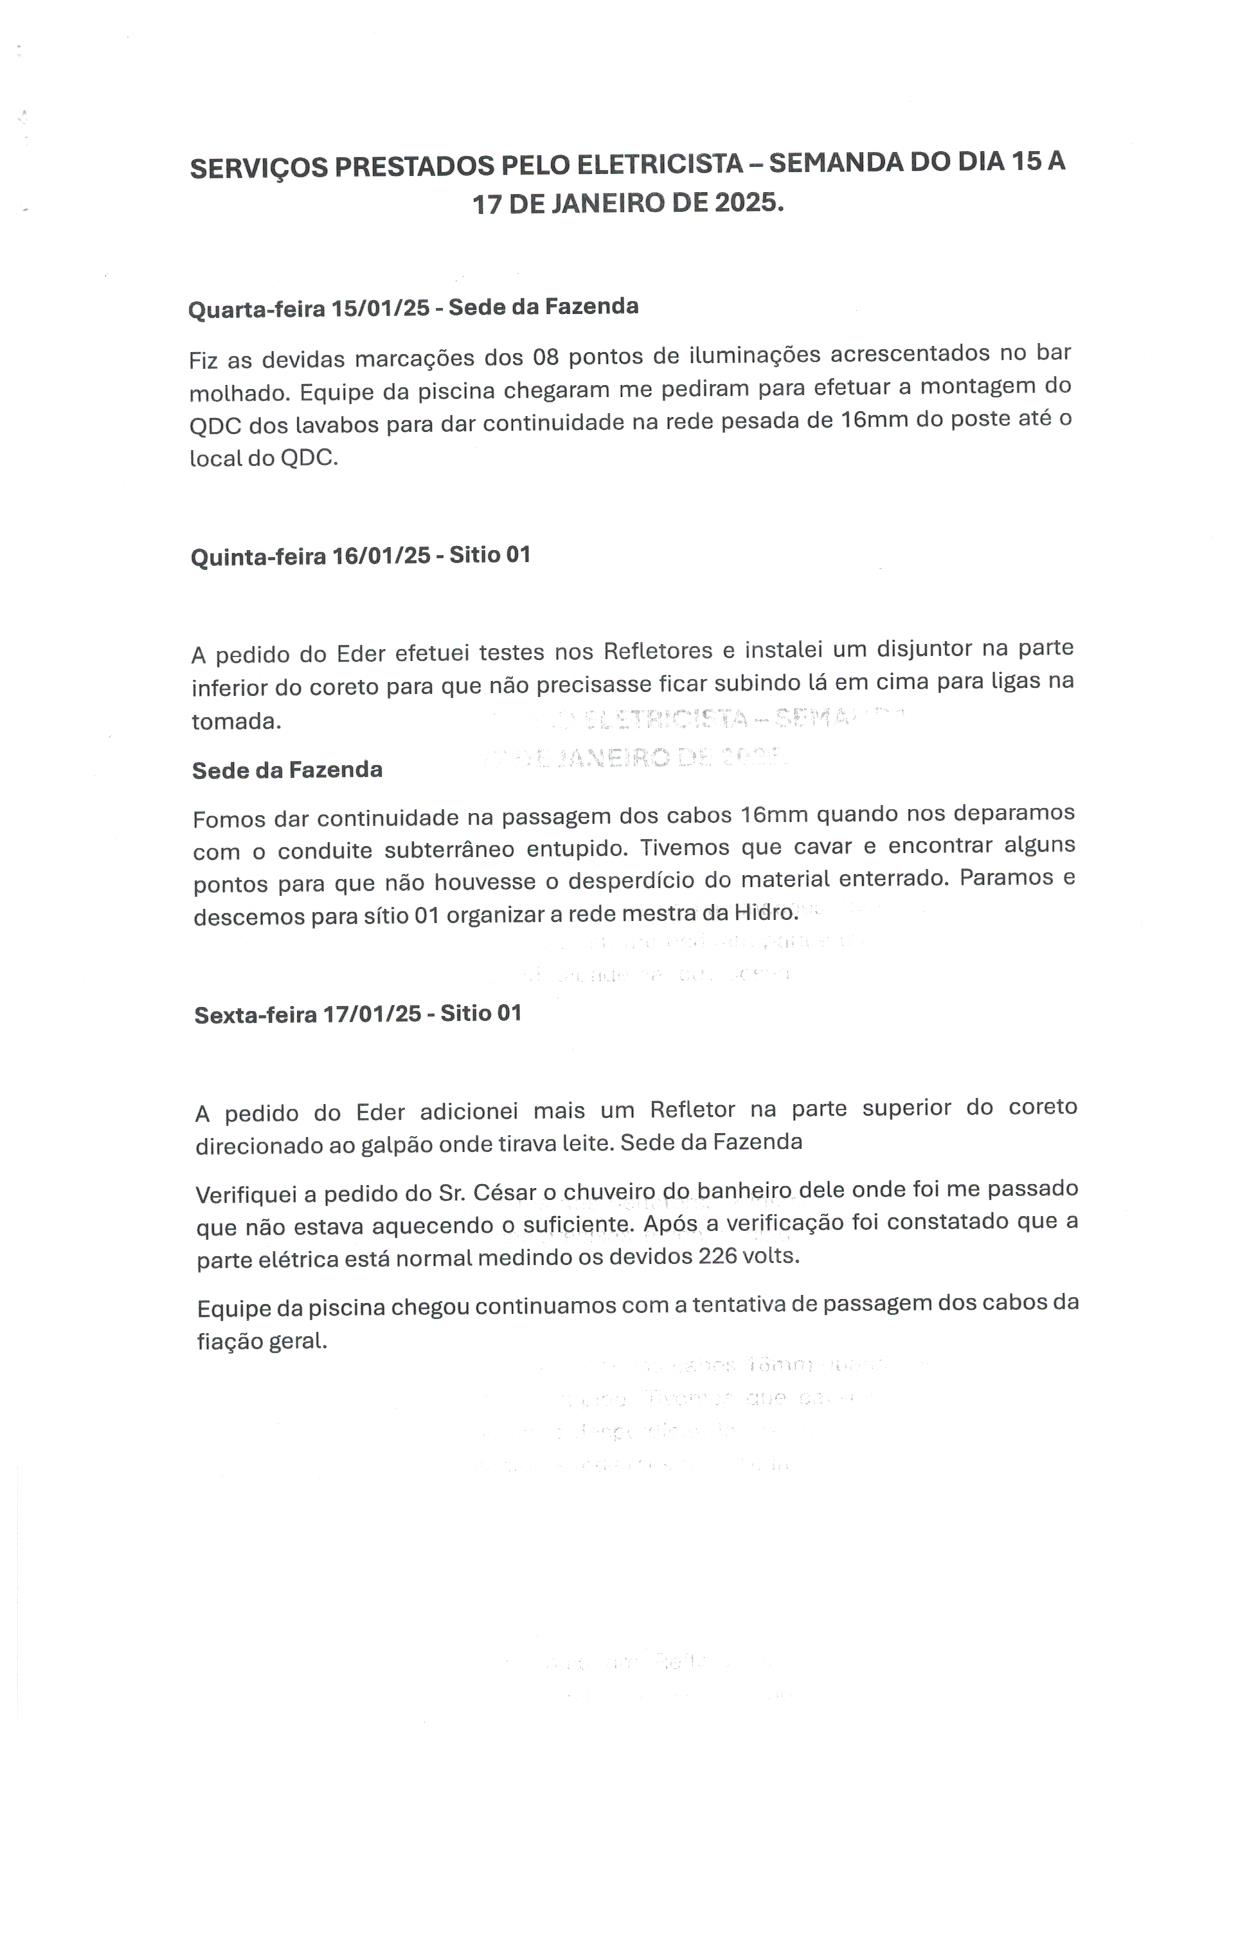 SERVIÇOS PRESTADOS PELO ELETRICISTA – SEMANDA DO DIA 15 A
17 DE JANEIRO DE 2025.
Quarta-feira 15/01/25 - Sede da Fazenda
Fiz as devidas marcações dos 08 pontos de iluminações acrescentados no bar
molhado. Equipe da piscina chegaram me pediram para efetuar a montagem do
QDC dos lavabos para dar continuidade na rede pesada de 16mm do poste até o
local do QDC.
Quinta-feira 16/01/25 - Sitio 01
A pedido do Eder efetuei testes nos Refletores e instalei um disjuntor na parte
inferior do coreto para que não precisasse ficar subindo lá em cima para ligas na
tomada.
ELETRICISTA – SEMA
DE JANEIRO DE 2025.
Sede da Fazenda
Fomos dar continuidade na passagem dos cabos 16mm quando nos deparamos
com o conduite subterrâneo entupido. Tivemos que cavar e encontrar alguns
pontos para que não houvesse o desperdício do material enterrado. Paramos e
descemos para sítio 01 organizar a rede mestra da Hidro.
Sexta-feira 17/01/25 - Sitio 01
A pedido do Eder adicionei mais um Refletor na parte superior do coreto
direcionado ao galpão onde tirava leite. Sede da Fazenda
Verifiquei a pedido do Sr. César o chuveiro do banheiro dele onde foi me passado
que não estava aquecendo o suficiente. Após a verificação foi constatado que a
parte elétrica está normal medindo os devidos 226 volts.
Equipe da piscina chegou continuamos com a tentativa de passagem dos cabos da
fiação geral.
16mm
que